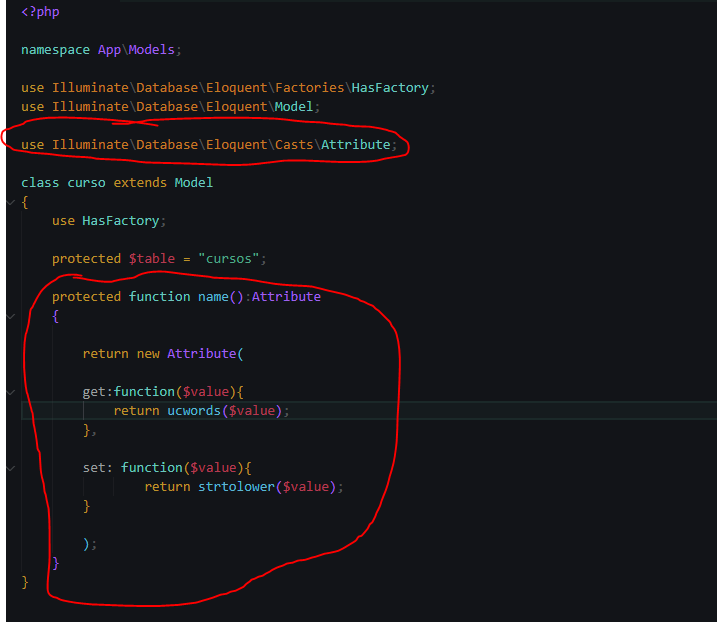 <?php
namespace App\Models;
use Illuminate\Database\Eloquent\Factories\HasFactory;
use Illuminate\Database\Eloquent\Model;
use Illuminate\Database\Eloquent\Casts\Attribute;
class curso extends Model
{
use HasFactory;
protected $table = "cursos";
protected function name():Attribute
{
return new Attribute(
get:function($value){
return ucwords($value);
},
set: function($value){
return strtolower($value);
}
);
}
}